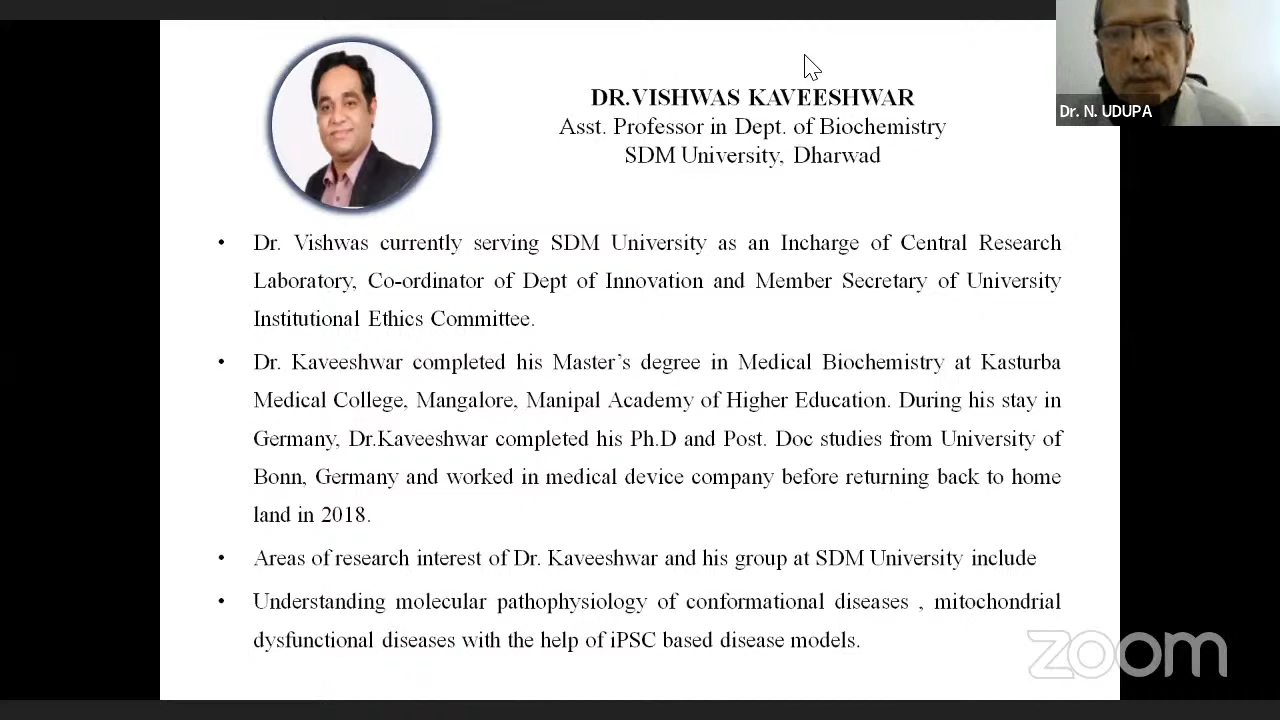 DR.VISHWAS KAVEESHWAR
Asst. Professor in Dept. of Biochemistry
SDM University, Dharwad
Dr. N. UDUPA
• Dr. Vishwas currently serving SDM University as an Incharge of Central Research
Laboratory, Co-ordinator of Dept of Innovation and Member Secretary of University
Institutional Ethics Committee.
• Dr. Kaveeshwar completed his Master’s degree in Medical Biochemistry at Kasturba
Medical College, Mangalore, Manipal Academy of Higher Education. During his stay in
Germany, Dr.Kaveeshwar completed his Ph.D and Post. Doc studies from University of
Bonn, Germany and worked in medical device company before returning back to home
land in 2018.
• Areas of research interest of Dr. Kaveeshwar and his group at SDM University include
• Understanding molecular pathophysiology of conformational diseases , mitochondrial
dysfunctional diseases with the help of iPSC based disease models.
zoom